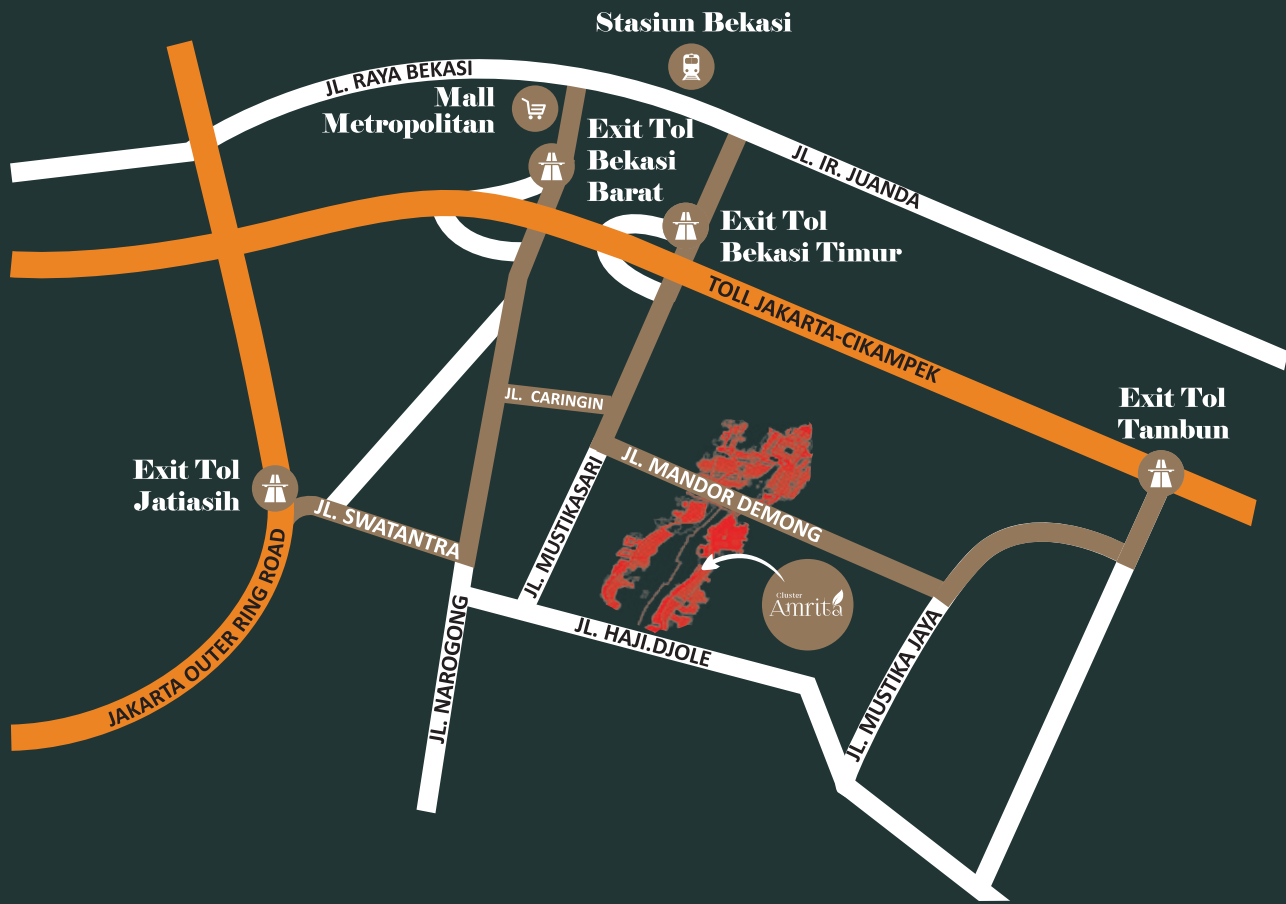 Stasiun Bekasi
JL. RAYA BEKASI
Mall
Metropolitan
Exit Tol
Bekasi
Barat
JL. IR. JUANDA
Exit Tol
Bekasi Timur
TOLL JAKARTA-CIKAMPEK
JL. CARINGIN
Exit Tol
Tambun
Exit Tol
Jatiasih
JL. SWATANTRA
JL. MANDOR DEMONG
JL. MUSTIKASARI
JAKARTA OUTER RING ROAD
Cluster
Amrita
JL. NAROGONG
JL. HAJI.DJOLE
JL. MUSTIKA JAYA